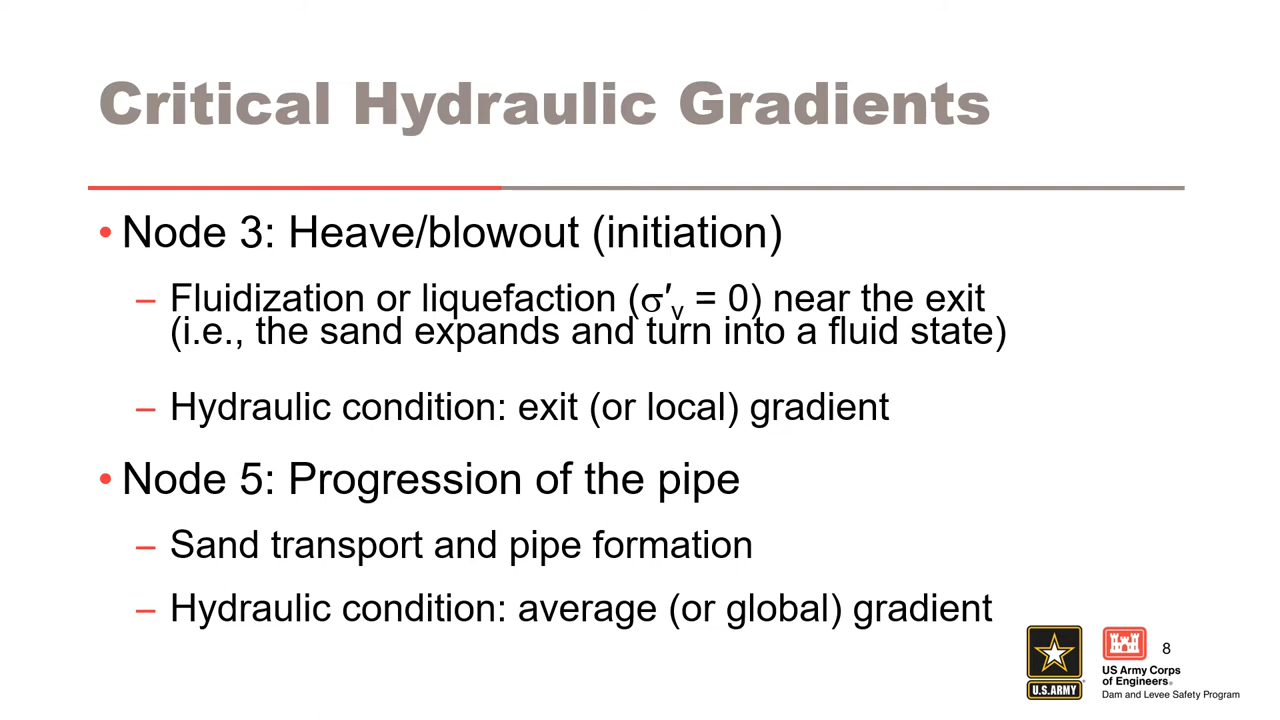 Critical Hydraulic Gradients
• Node 3: Heave/blowout (initiation)
– Fluidization or liquefaction (σ′v = 0) near the exit
(i.e., the sand expands and turn into a fluid state)
– Hydraulic condition: exit (or local) gradient
• Node 5: Progression of the pipe
– Sand transport and pipe formation
– Hydraulic condition: average (or global) gradient
U.S.ARMY
8
US Army Corps
of Engineers®
Dam and Levee Safety Program